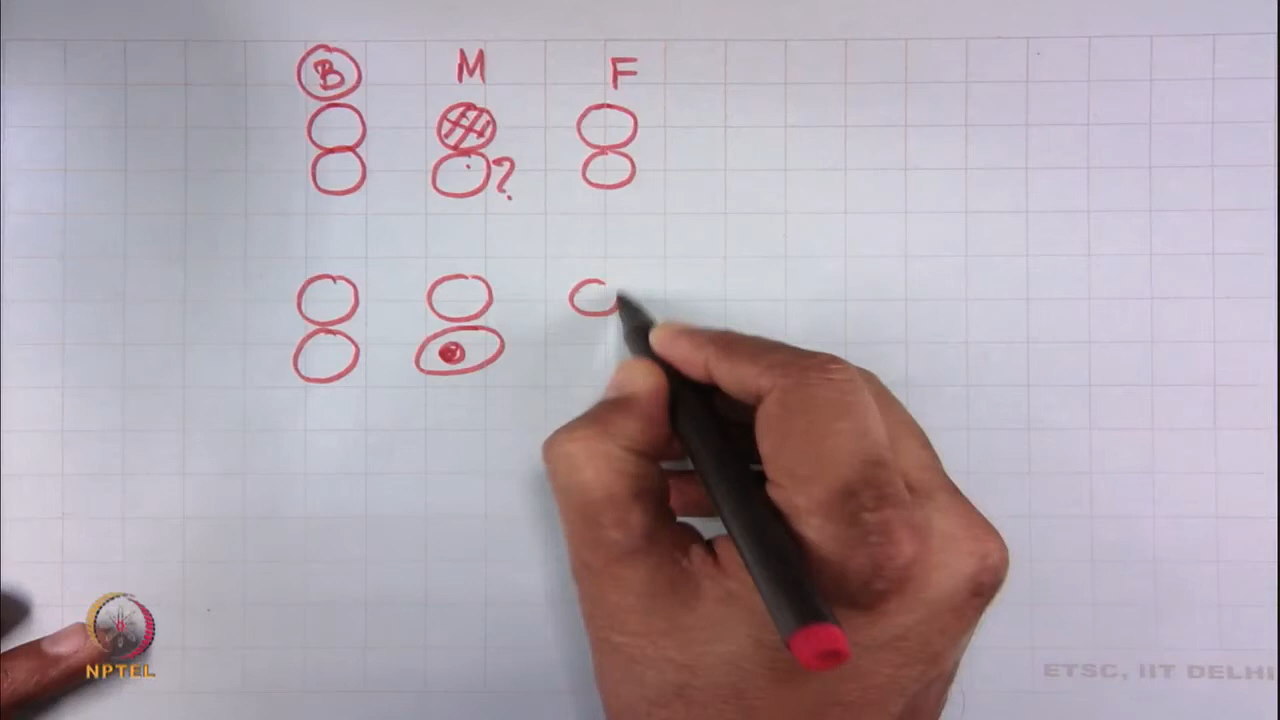 B M F
?
NPTEL
ETSC, IIT DELHI